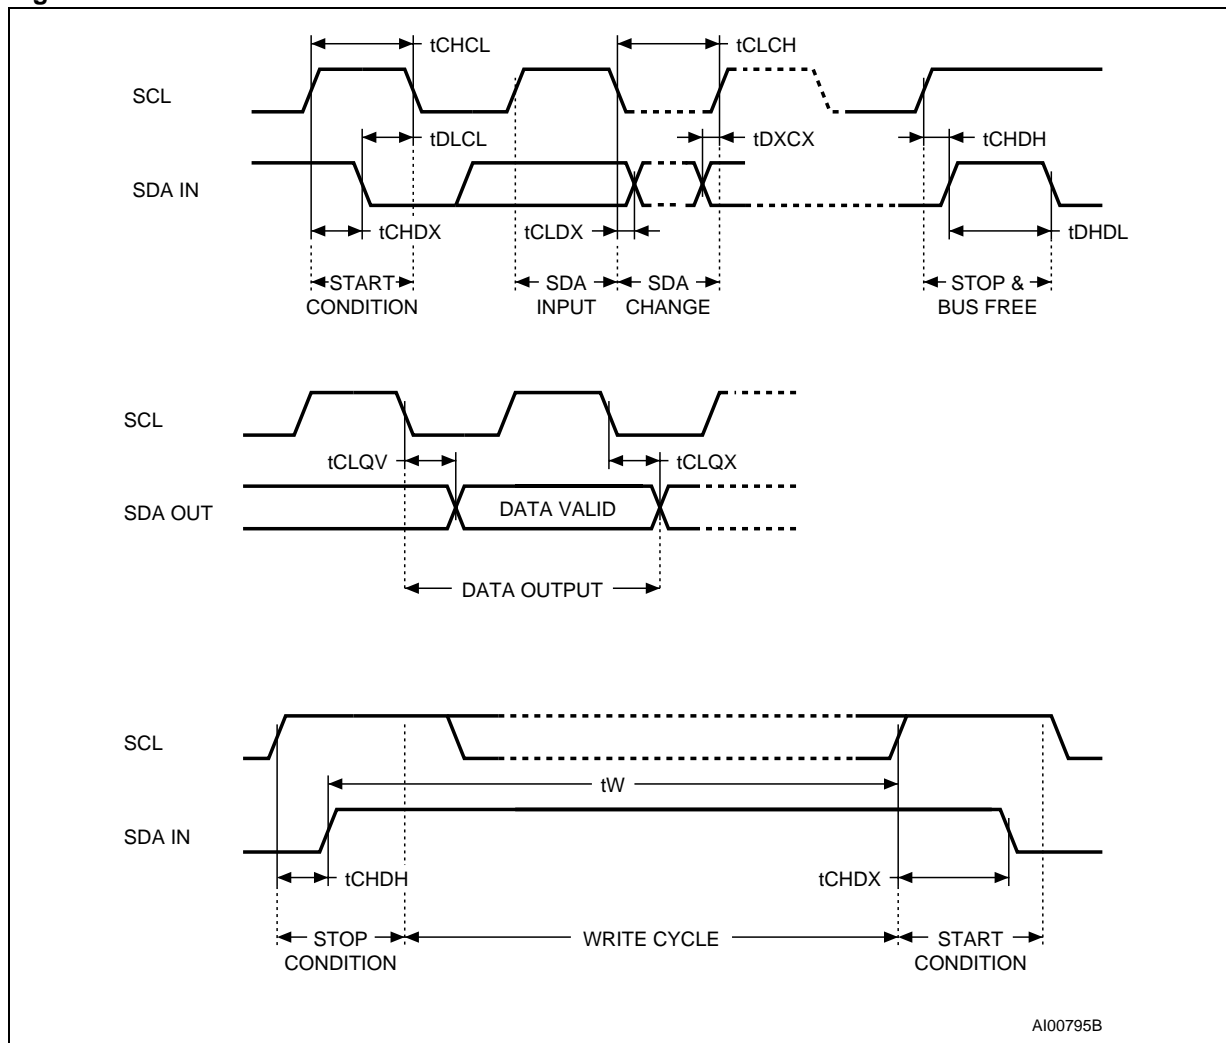 tCHCL
tCLCH
SCL
tDLCL
tDXCX
tCHDH
SDA IN
tCHDX
tCLDX
tDHDL
START
CONDITION
SDA
INPUT
SDA
CHANGE
STOP &
BUS FREE
SCL
tCLQV
tCLQX
SDA OUT
DATA VALID
DATA OUTPUT
SCL
tW
SDA IN
tCHDH
tCHDX
STOP
CONDITION
WRITE CYCLE
START
CONDITION
AI00795B